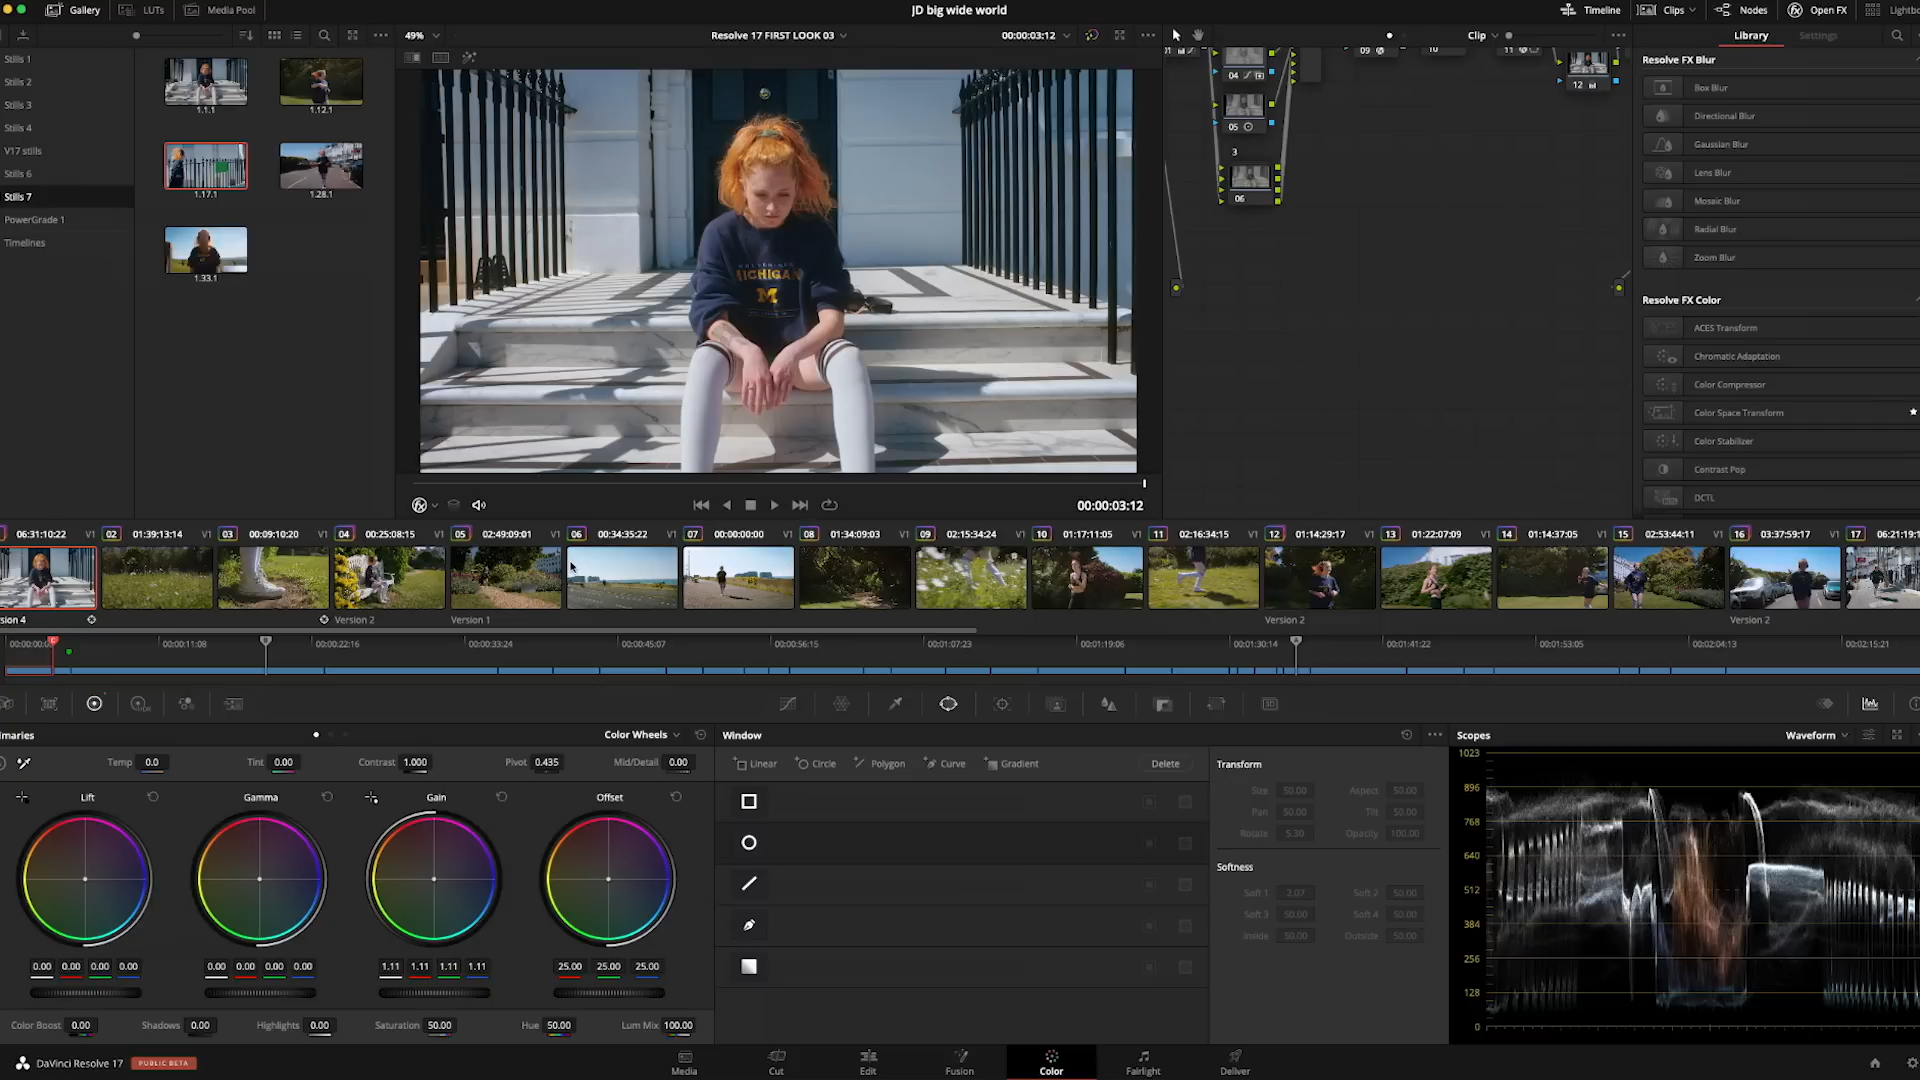 Gallery LUTs Media Pool JD big wide world Timeline Clips Nodes Open FX Lightbo
49% Resolve 17 FIRST LOOK 03 00:00:03:12 Clip Library Settings
Stills 1
Stills 2
Stills 3
Stills 4
V17 stills
Stills 6
Stills 7
PowerGrade 1
Timelines
1.1.1 1.12.1
1.17.1 1.28.1
1.33.1
MICHIGAN
M
01 04 09 10 11 12
05
3
06
Resolve FX Blur
Box Blur
Directional Blur
Gaussian Blur
Lens Blur
Mosaic Blur
Radial Blur
Zoom Blur
Resolve FX Color
ACES Transform
Chromatic Adaptation
Color Compressor
Color Space Transform
Color Stabilizer
Contrast Pop
DCTL
00:00:03:12
06:31:10:22 V1 02 01:39:13:14 V1 03 00:09:10:20 V1 04 00:25:08:15 V1 05 02:49:09:01 V1 06 00:34:35:22 V1 07 00:00:00:00 V1 08 01:34:09:03 V1 09 02:15:34:24 V1 10 01:17:11:05 V1 11 02:16:34:15 V1 12 01:14:29:17 V1 13 01:22:07:09 V1 14 01:14:37:05 V1 15 02:53:44:11 V1 16 03:37:59:17 V1 17 06:21:19:1
sion 4 Version 2 Version 1 Version 2 Version 2
00:00:00:0 00:00:11:08 00:00:22:16 00:00:33:24 00:00:45:07 00:00:56:15 00:01:07:23 00:01:19:06 00:01:30:14 00:01:41:22 00:01:53:05 00:02:04:13 00:02:15:21
HDR 3D
maries Color Wheels Window Scopes Waveform
Temp 0.0 Tint 0.00 Contrast 1.000 Pivot 0.435 Mid/Detail 0.00
Linear Circle Polygon Curve Gradient Delete
Lift Gamma Gain Offset
0.00 0.00 0.00 0.00 0.00 0.00 0.00 0.00 1.11 1.11 1.11 1.11 25.00 25.00 25.00
Color Boost 0.00 Shadows 0.00 Highlights 0.00 Saturation 50.00 Hue 50.00 Lum Mix 100.00
Transform
Size 50.00 Aspect 50.00
Pan 50.00 Tilt 50.00
Rotate 5.30 Opacity 100.00
Softness
Soft 1 2.07 Soft 2 50.00
Soft 3 50.00 Soft 4 50.00
Inside 50.00 Outside 50.00
1023
896
768
640
512
384
256
128
0
DaVinci Resolve 17 PUBLIC BETA Media Cut Edit Fusion Color Fairlight Deliver